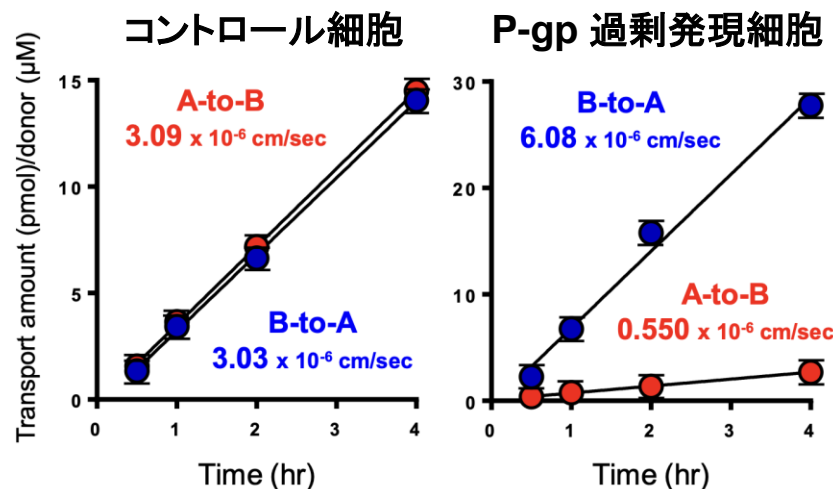 コントロール細胞
P-gp 過剰発現細胞
Transport amount (pmol)/donor (μM)
15
10
5
0
A-to-B
3.09 x 10-6 cm/sec
B-to-A
3.03 x 10-6 cm/sec
0 1 2 3 4
Time (hr)
30
20
10
0
B-to-A
6.08 x 10-6 cm/sec
A-to-B
0.550 x 10-6 cm/sec
0 1 2 3 4
Time (hr)